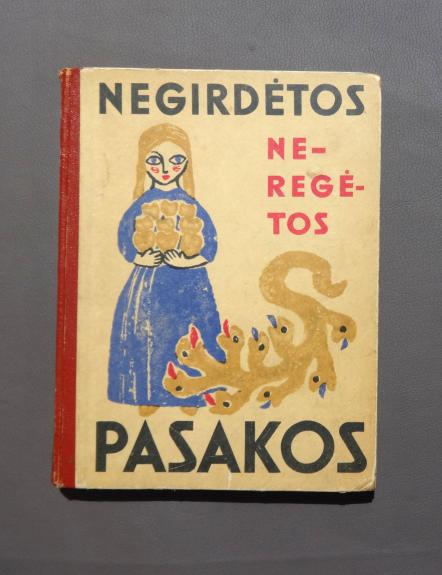 NEGIRDĖTOS
NE-
REGĖ-
TOS
PASAKOS